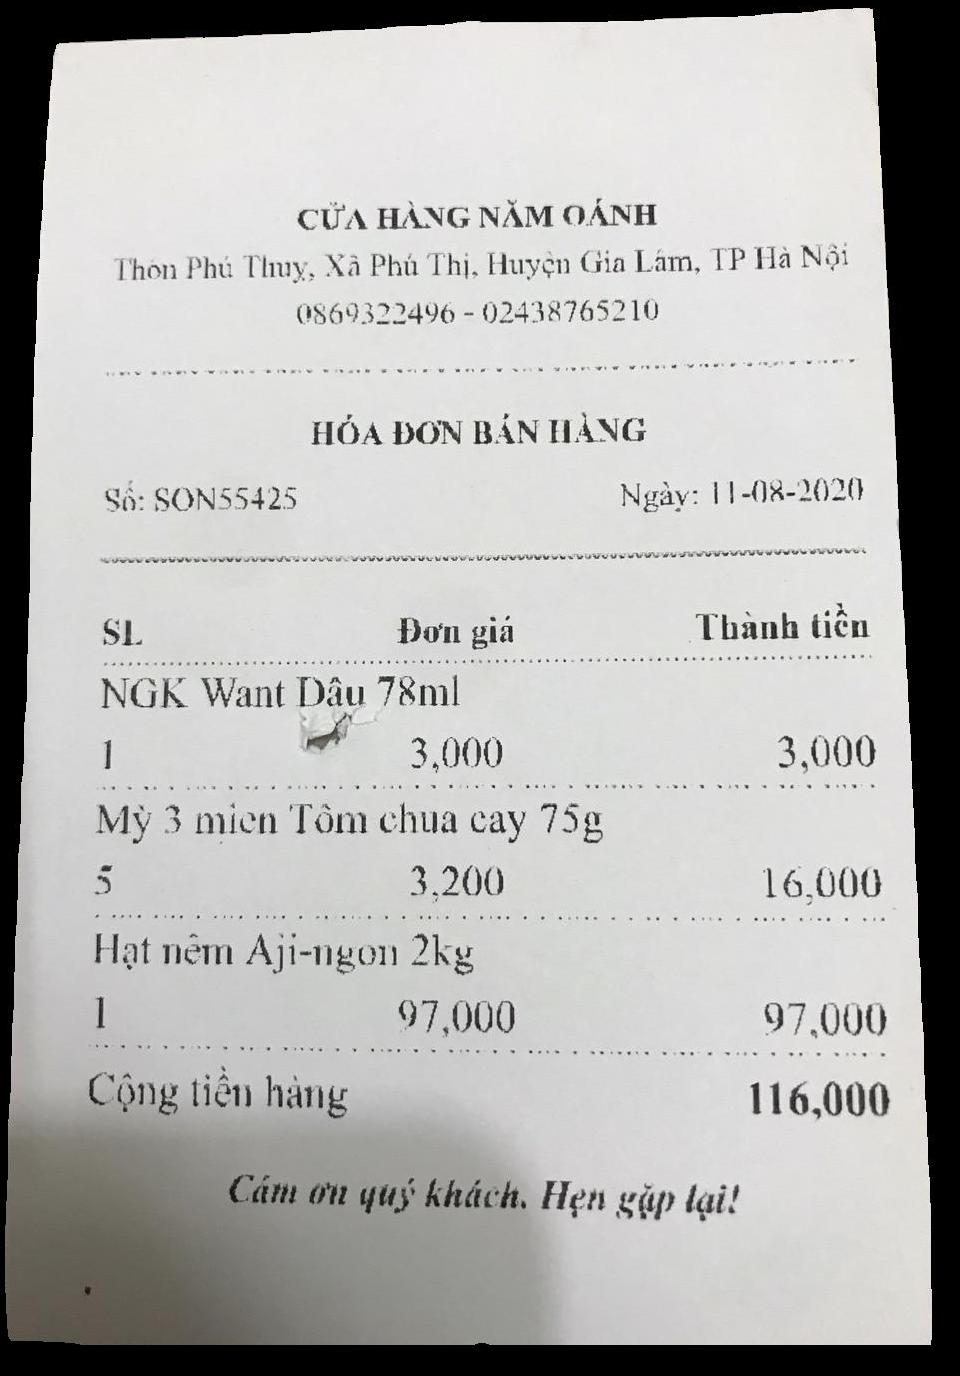 CỬA HÀNG NĂM OÁNH
Thôn Phú Thuỵ, Xã Phú Thị, Huyện Gia Lâm, TP Hà Nội
0869322496 - 02438765210
HÓA ĐƠN BÁN HÀNG
Số: SON55425 Ngày: 11-08-2020
SL Đơn giá Thành tiền
NGK Want Dâu 78ml
1 3,000 3,000
Mỳ 3 mien Tôm chua cay 75g
5 3,200 16,000
Hạt nêm Aji-ngon 2kg
1 97,000 97,000
Cộng tiền hàng 116,000
Cám ơn quý khách. Hẹn gặp lại!